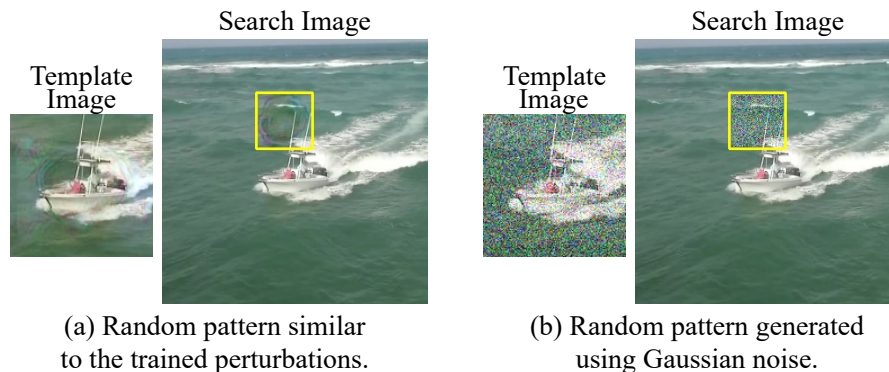 Search Image
Template
Image
(a) Random pattern similar
to the trained perturbations.
Search Image
Template
Image
(b) Random pattern generated
using Gaussian noise.